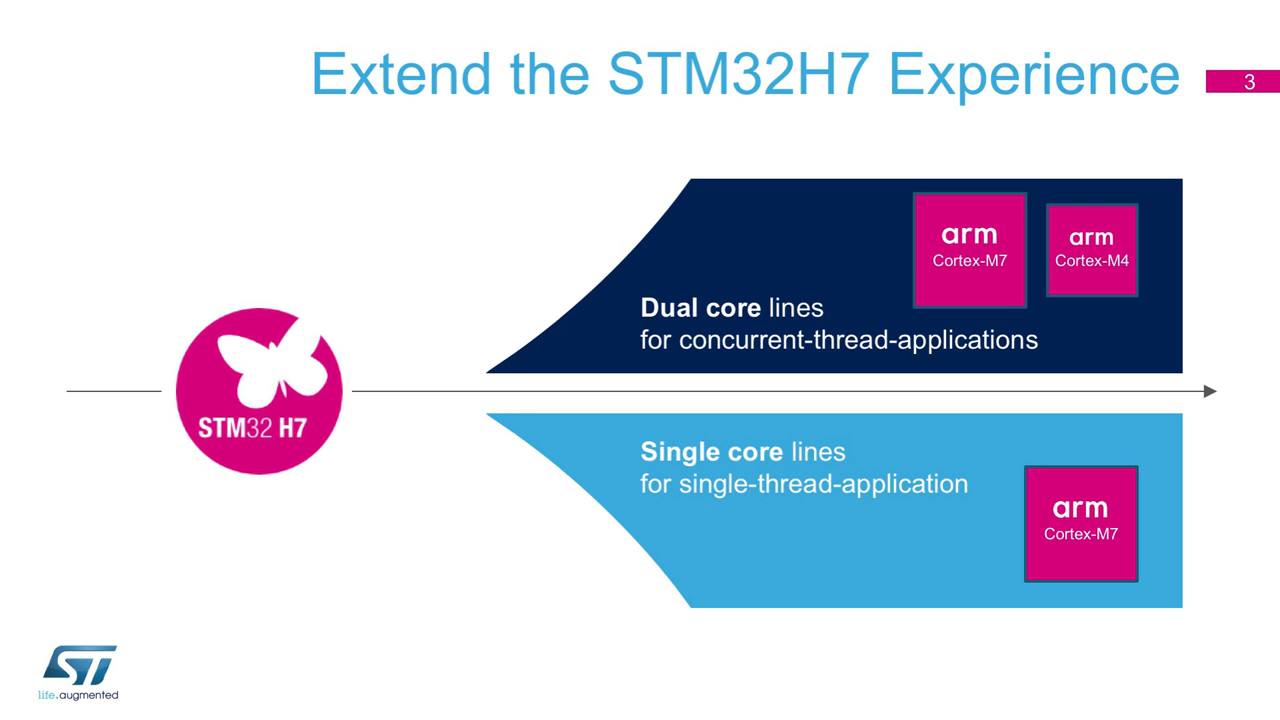 Extend the STM32H7 Experience
3
arm
Cortex-M7
arm
Cortex-M4
Dual core lines
for concurrent-thread-applications
STM32 H7
Single core lines
for single-thread-application
arm
Cortex-M7
ST
life.augmented